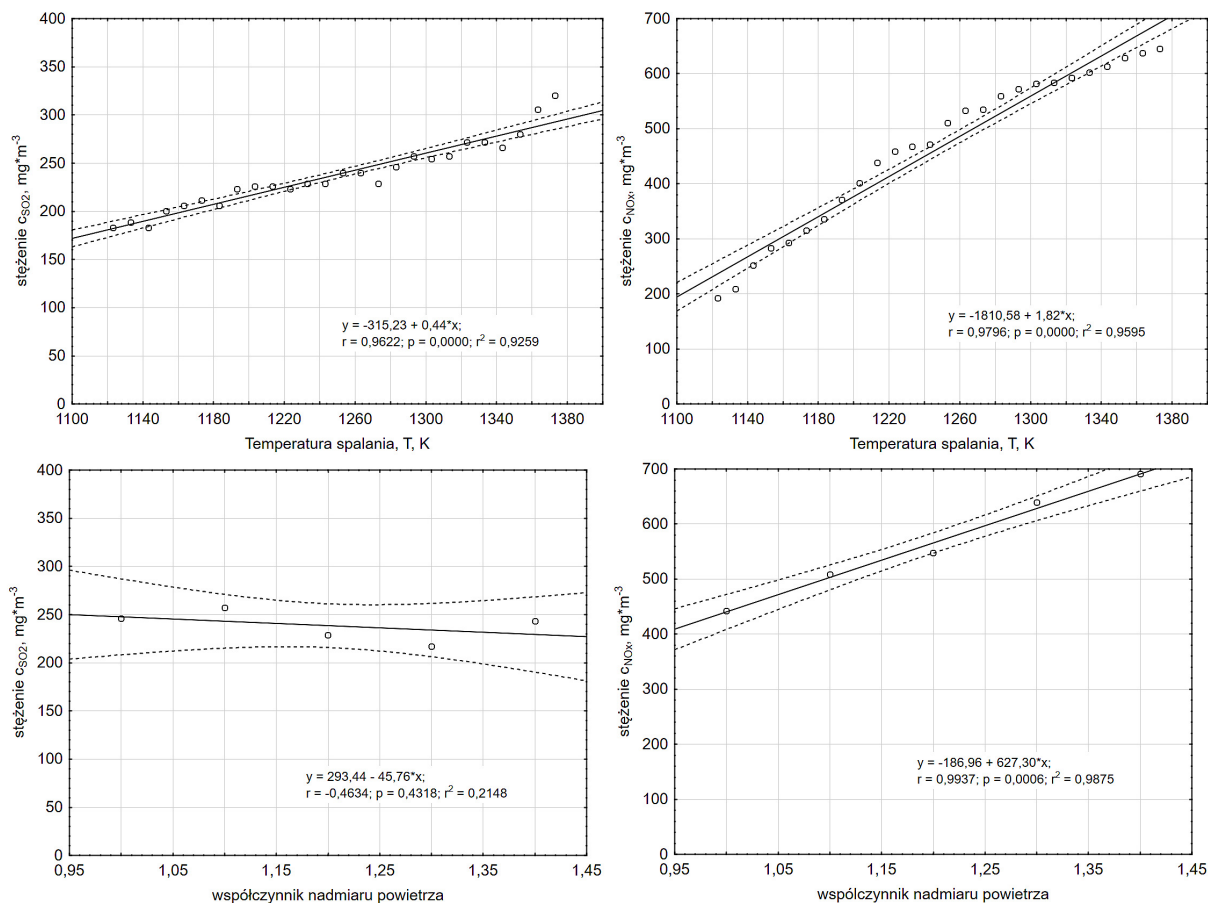 400
350
300
250
200
150
100
50
0
stężenie c_SO2, mg*m⁻³
y = -315,23 + 0,44*x;
r = 0,9622; p = 0,0000; r² = 0,9259
1100 1140 1180 1220 1260 1300 1340 1380
Temperatura spalania, T, K
700
600
500
400
300
200
100
0
stężenie c_NOx, mg*m⁻³
y = -1810,58 + 1,82*x;
r = 0,9796; p = 0,0000; r² = 0,9595
1100 1140 1180 1220 1260 1300 1340 1380
Temperatura spalania, T, K
400
350
300
250
200
150
100
50
0
stężenie c_SO2, mg*m⁻³
y = 293,44 - 45,76*x;
r = -0,4634; p = 0,4318; r² = 0,2148
0,95 1,05 1,15 1,25 1,35 1,45
współczynnik nadmiaru powietrza
700
600
500
400
300
200
100
0
stężenie c_NOx, mg*m⁻³
y = -186,96 + 627,30*x;
r = 0,9937; p = 0,0006; r² = 0,9875
0,95 1,05 1,15 1,25 1,35 1,45
wspólczynnik nadmiaru powietrza